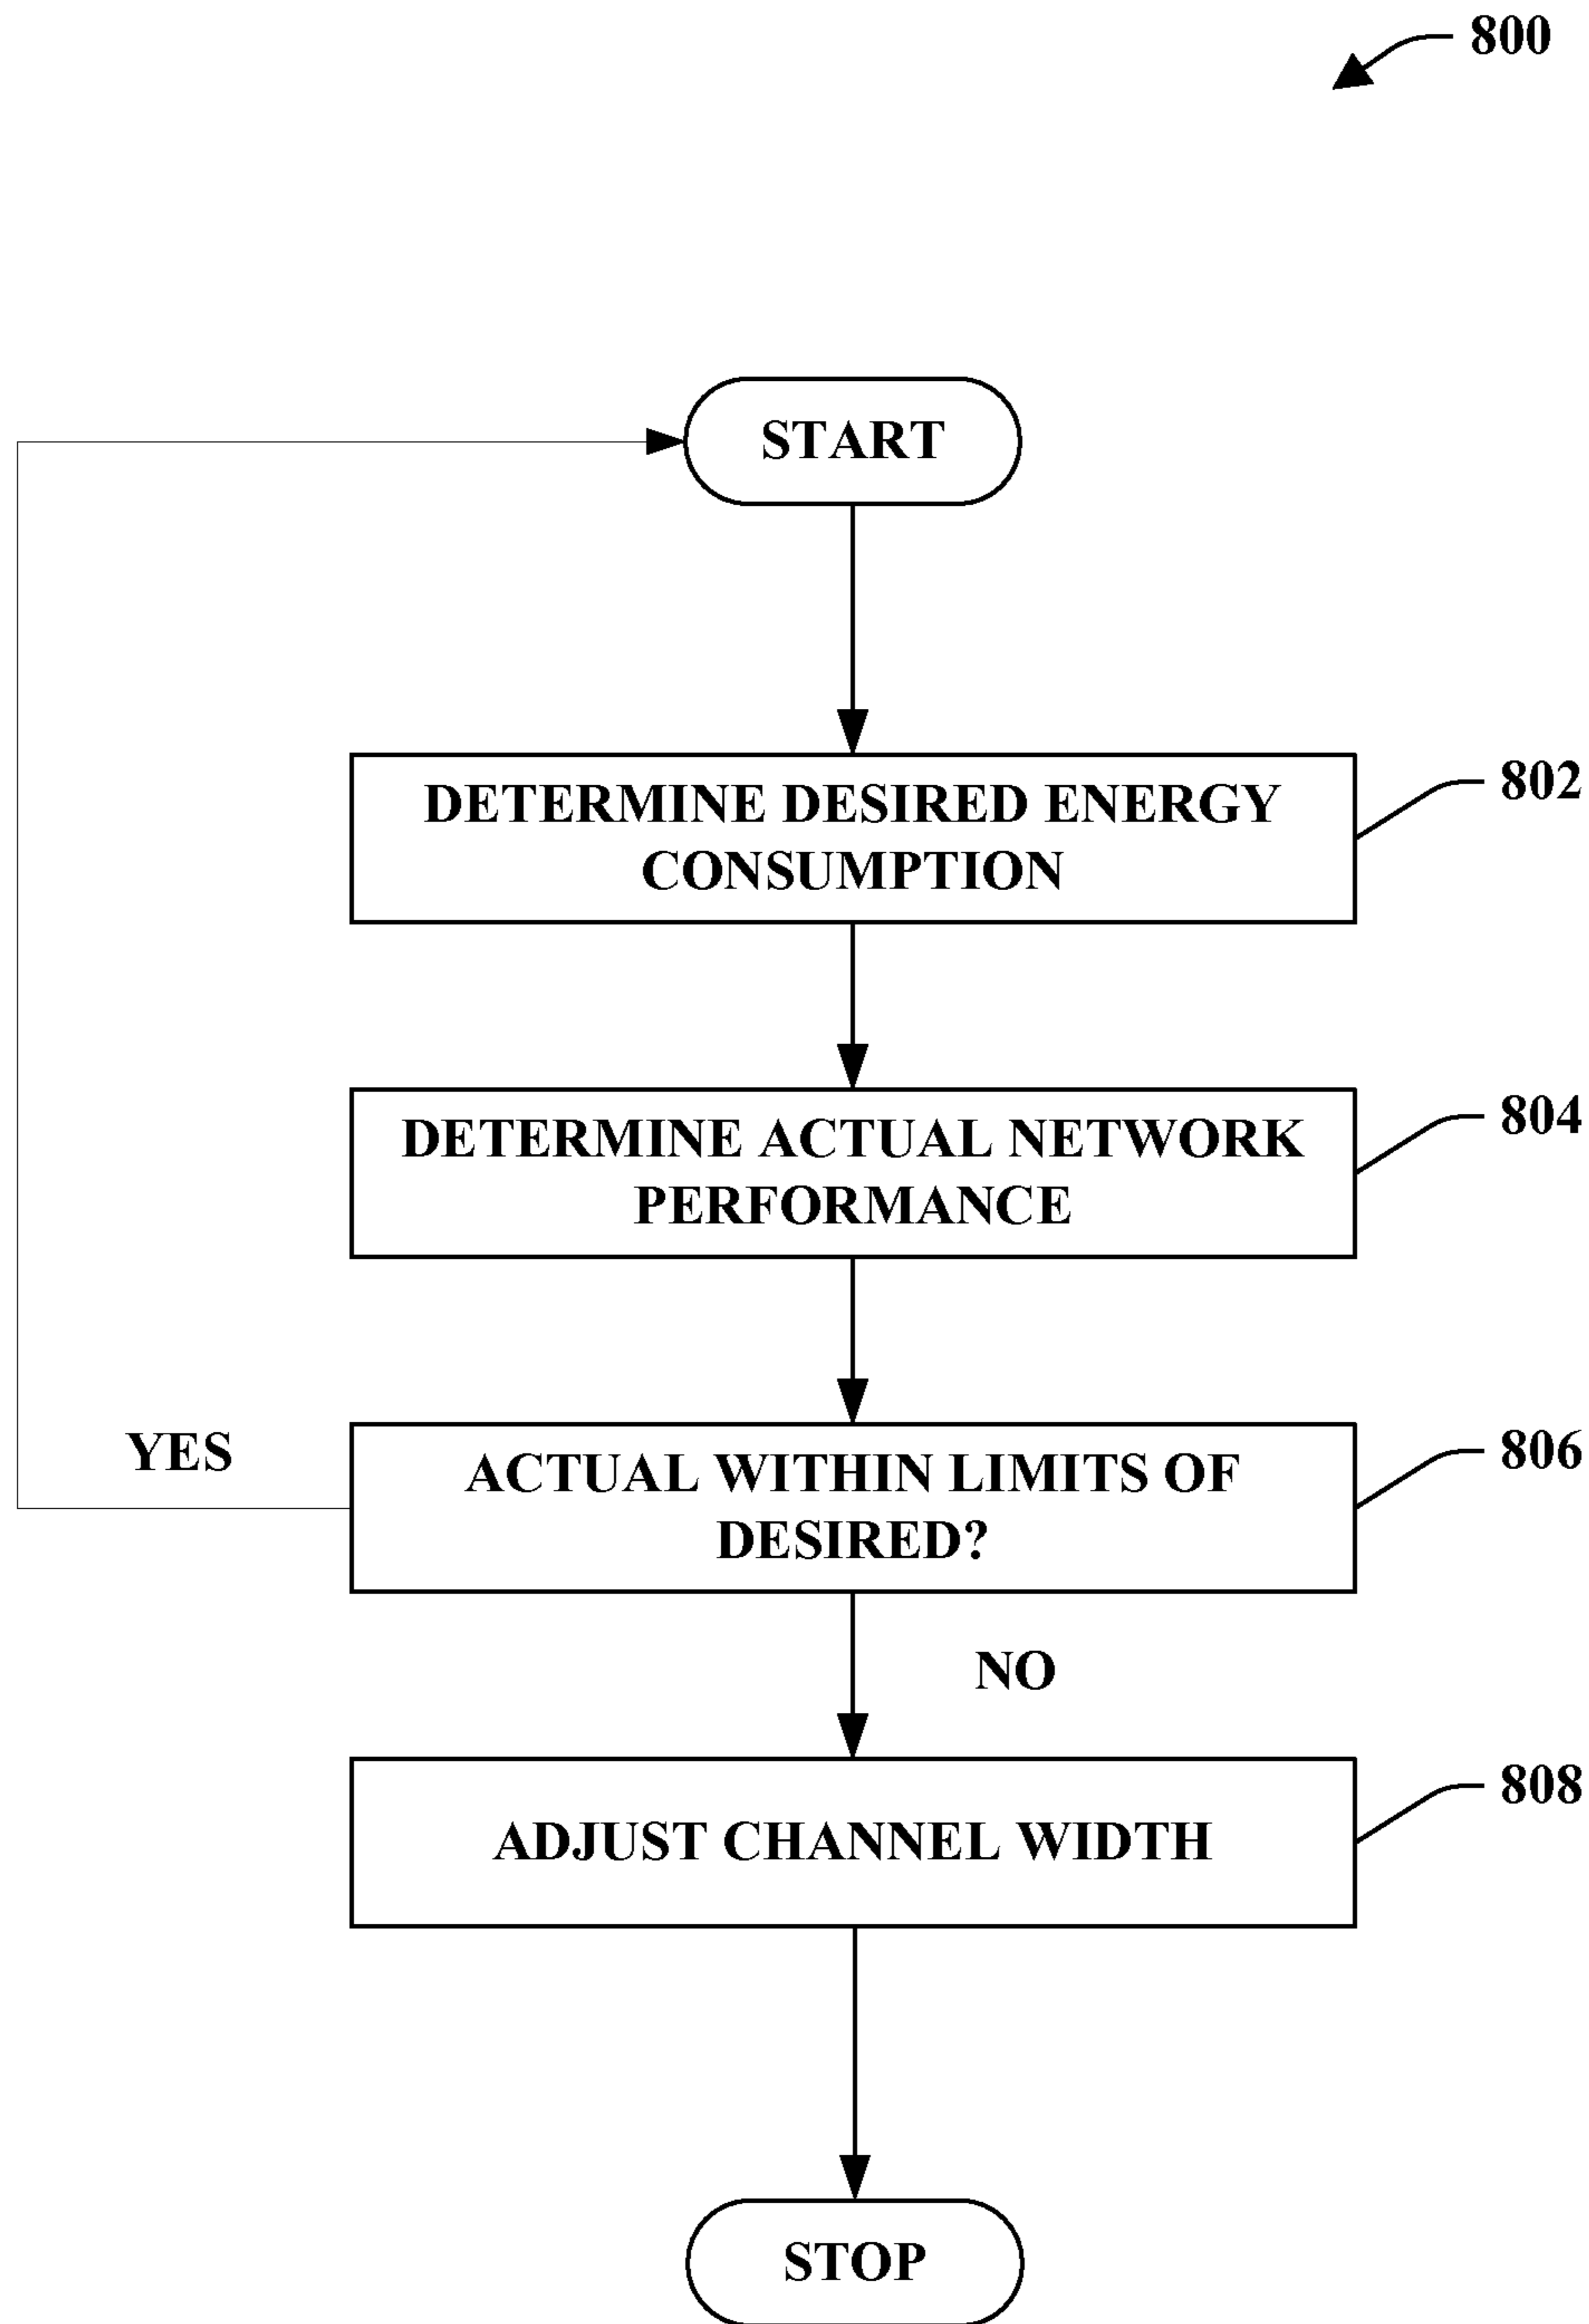 800
START
DETERMINE DESIRED ENERGY
CONSUMPTION
802
DETERMINE ACTUAL NETWORK
PERFORMANCE
804
YES
ACTUAL WITHIN LIMITS OF
DESIRED?
806
NO
ADJUST CHANNEL WIDTH
808
STOP